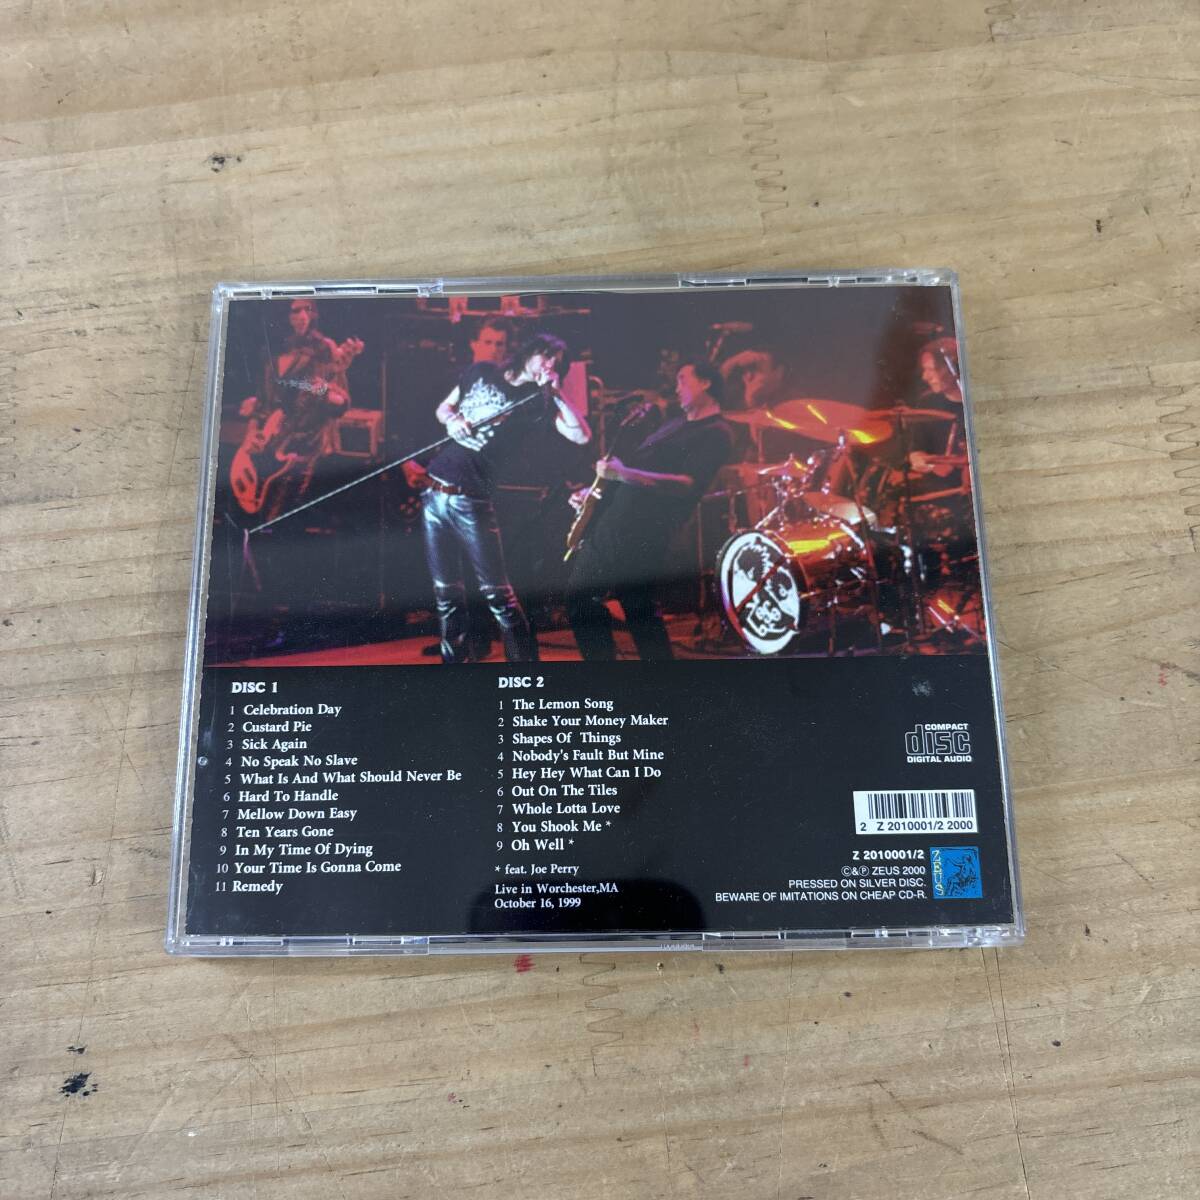 DISC 1
1 Celebration Day
2 Custard Pie
3 Sick Again
4 No Speak No Slave
5 What Is And What Should Never Be
6 Hard To Handle
7 Mellow Down Easy
8 Ten Years Gone
9 In My Time Of Dying
10 Your Time Is Gonna Come
11 Remedy
DISC 2
1 The Lemon Song
2 Shake Your Money Maker
3 Shapes Of Things
4 Nobody's Fault But Mine
5 Hey Hey What Can I Do
6 Out On The Tiles
7 Whole Lotta Love
8 You Shook Me *
9 Oh Well *
* feat. Joe Perry
Live in Worchester,MA
October 16, 1999
COMPACT
disc
DIGITAL AUDIO
2 Z 2010001/2 2000
Z 2010001/2
©&Ⓟ ZEUS 2000
PRESSED ON SILVER DISC.
BEWARE OF IMITATIONS ON CHEAP CD-R.
ZEUS